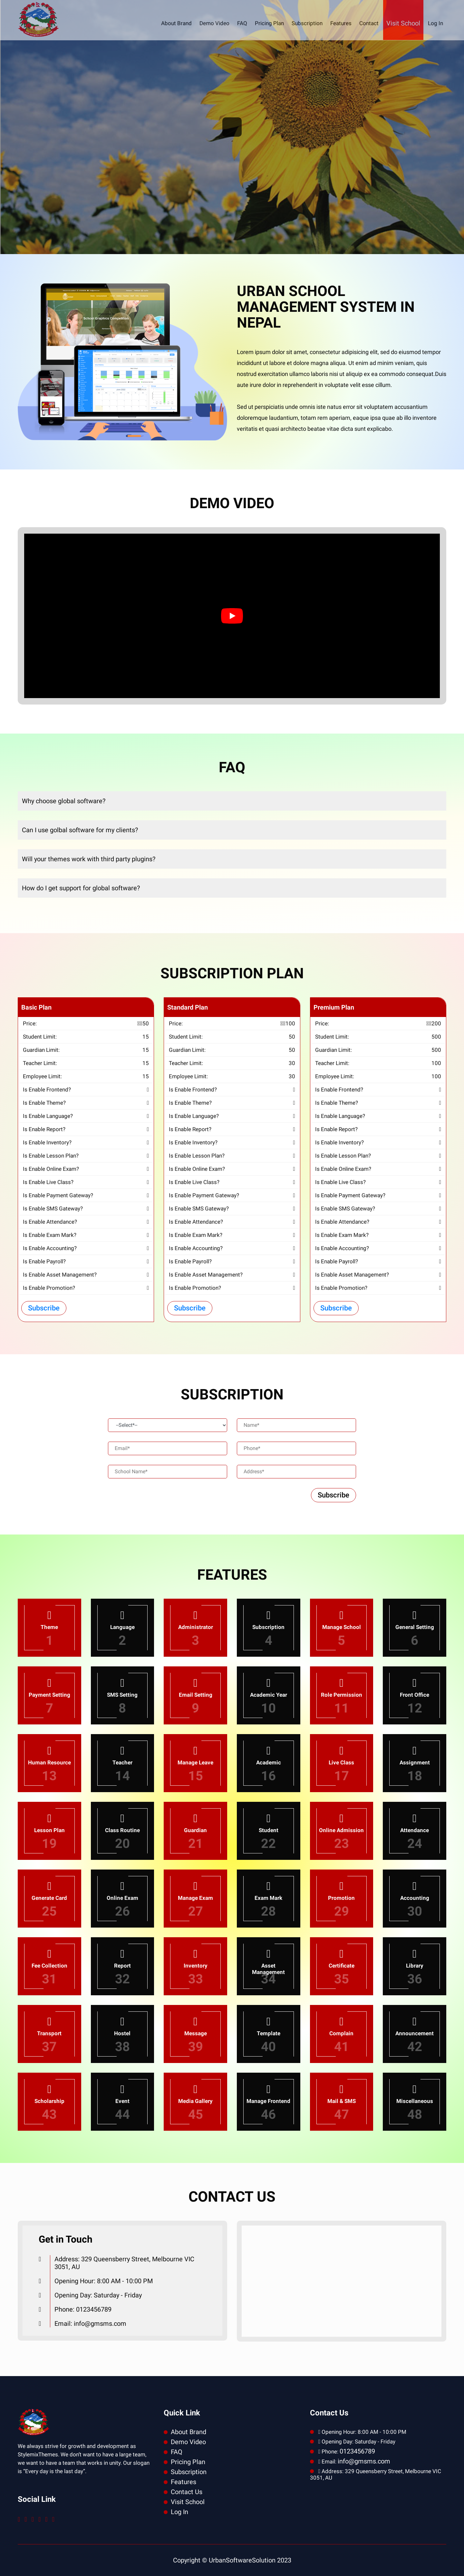 About Brand
Demo Video
FAQ
Pricing Plan
Subscription
Features
Contact
Visit School
Log In
URBAN SCHOOL
MANAGEMENT SYSTEM IN
NEPAL
Lorem ipsum dolor sit amet, consectetur adipisicing elit, sed do eiusmod tempor
incididunt ut labore et dolore magna aliqua. Ut enim ad minim veniam, quis
nostrud exercitation ullamco laboris nisi ut aliquip ex ea commodo consequat.Duis
aute irure dolor in reprehenderit in voluptate velit esse cillum.
Sed ut perspiciatis unde omnis iste natus error sit voluptatem accusantium
doloremque laudantium, totam rem aperiam, eaque ipsa quae ab illo inventore
veritatis et quasi architecto beatae vitae dicta sunt explicabo.
DEMO VIDEO
FAQ
Why choose global software?
Can I use golbal software for my clients?
Will your themes work with third party plugins?
How do I get support for global software?
SUBSCRIPTION PLAN
Basic Plan
Price: 50
Student Limit: 15
Guardian Limit: 15
Teacher Limit: 15
Employee Limit: 15
Is Enable Frontend?
Is Enable Theme?
Is Enable Language?
Is Enable Report?
Is Enable Inventory?
Is Enable Lesson Plan?
Is Enable Online Exam?
Is Enable Live Class?
Is Enable Payment Gateway?
Is Enable SMS Gateway?
Is Enable Attendance?
Is Enable Exam Mark?
Is Enable Accounting?
Is Enable Payroll?
Is Enable Asset Management?
Is Enable Promotion?
Subscribe
Standard Plan
Price: 100
Student Limit: 50
Guardian Limit: 50
Teacher Limit: 30
Employee Limit: 30
Is Enable Frontend?
Is Enable Theme?
Is Enable Language?
Is Enable Report?
Is Enable Inventory?
Is Enable Lesson Plan?
Is Enable Online Exam?
Is Enable Live Class?
Is Enable Payment Gateway?
Is Enable SMS Gateway?
Is Enable Attendance?
Is Enable Exam Mark?
Is Enable Accounting?
Is Enable Payroll?
Is Enable Asset Management?
Is Enable Promotion?
Subscribe
Premium Plan
Price: 200
Student Limit: 500
Guardian Limit: 500
Teacher Limit: 100
Employee Limit: 100
Is Enable Frontend?
Is Enable Theme?
Is Enable Language?
Is Enable Report?
Is Enable Inventory?
Is Enable Lesson Plan?
Is Enable Online Exam?
Is Enable Live Class?
Is Enable Payment Gateway?
Is Enable SMS Gateway?
Is Enable Attendance?
Is Enable Exam Mark?
Is Enable Accounting?
Is Enable Payroll?
Is Enable Asset Management?
Is Enable Promotion?
Subscribe
SUBSCRIPTION
--Select*--
Name*
Email*
Phone*
School Name*
Address*
Subscribe
FEATURES
Theme
1
Language
2
Administrator
3
Subscription
4
Manage School
5
General Setting
6
Payment Setting
7
SMS Setting
8
Email Setting
9
Academic Year
10
Role Permission
11
Front Office
12
Human Resource
13
Teacher
14
Manage Leave
15
Academic
16
Live Class
17
Assignment
18
Lesson Plan
19
Class Routine
20
Guardian
21
Student
22
Online Admission
23
Attendance
24
Generate Card
25
Online Exam
26
Manage Exam
27
Exam Mark
28
Promotion
29
Accounting
30
Fee Collection
31
Report
32
Inventory
33
Asset
Management
34
Certificate
35
Library
36
Transport
37
Hostel
38
Message
39
Template
40
Complain
41
Announcement
42
Scholarship
43
Event
44
Media Gallery
45
Manage Frontend
46
Mail & SMS
47
Miscellaneous
48
CONTACT US
Get in Touch
Address: 329 Queensberry Street, Melbourne VIC
3051, AU
Opening Hour: 8:00 AM - 10:00 PM
Opening Day: Saturday - Friday
Phone: 0123456789
Email: info@gmsms.com
We always strive for growth and development as
StylemixThemes. We don't want to have a large team,
we want to have a team that works in unity. Our slogan
is "Every day is the last day".
Social Link
Quick Link
About Brand
Demo Video
FAQ
Pricing Plan
Subscription
Features
Contact Us
Visit School
Log In
Contact Us
Opening Hour: 8:00 AM - 10:00 PM
Opening Day: Saturday - Friday
Phone: 0123456789
Email: info@gmsms.com
Address: 329 Queensberry Street, Melbourne VIC
3051, AU
Copyright © UrbanSoftwareSolution 2023